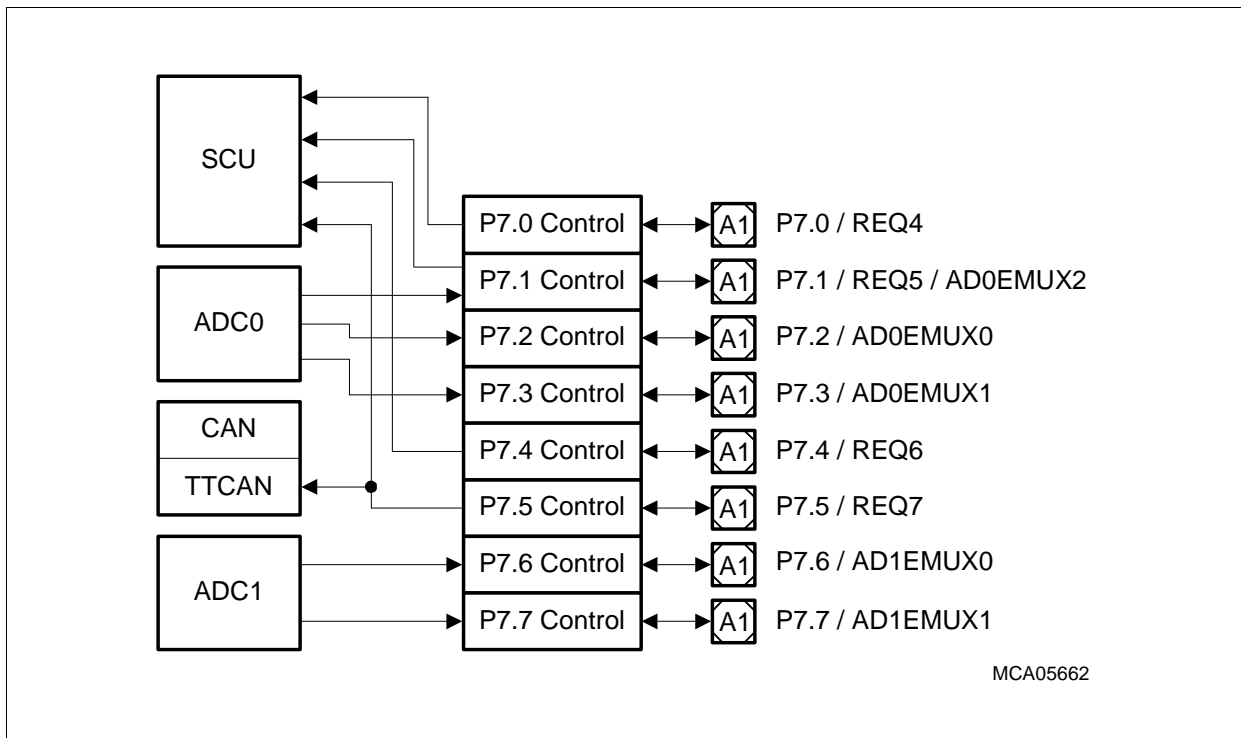 SCU
ADC0
CAN
TTCAN
ADC1
P7.0 Control
P7.1 Control
P7.2 Control
P7.3 Control
P7.4 Control
P7.5 Control
P7.6 Control
P7.7 Control
A1 P7.0 / REQ4
A1 P7.1 / REQ5 / AD0EMUX2
A1 P7.2 / AD0EMUX0
A1 P7.3 / AD0EMUX1
A1 P7.4 / REQ6
A1 P7.5 / REQ7
A1 P7.6 / AD1EMUX0
A1 P7.7 / AD1EMUX1
MCA05662